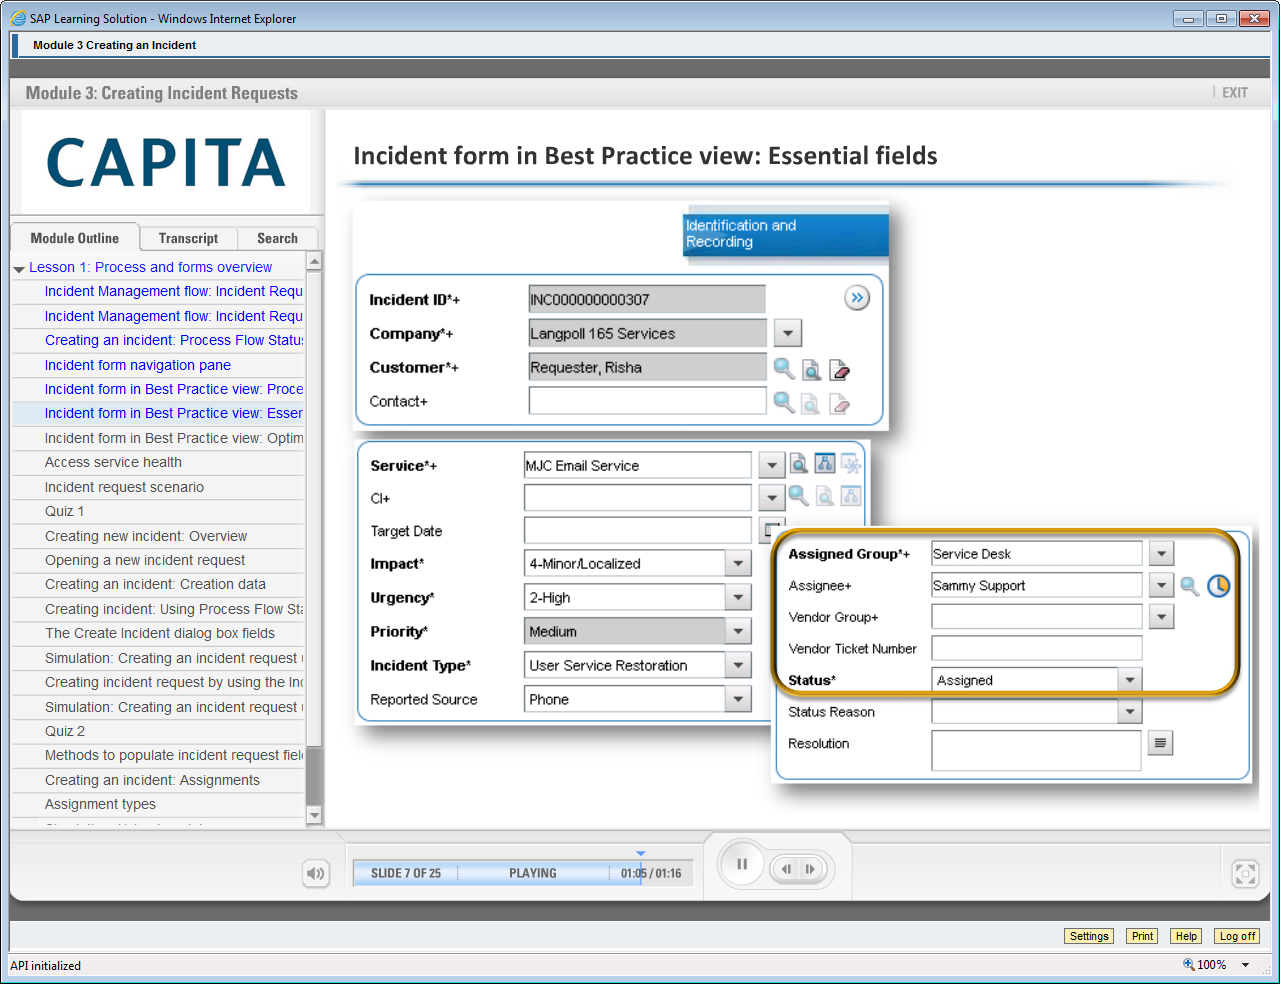 SAP Learning Solution - Windows Internet Explorer
Module 3 Creating an Incident
Module 3: Creating Incident Requests
EXIT
CAPITA
Module Outline
Transcript
Search
Lesson 1: Process and forms overview
Incident Management flow: Incident Requ
Incident Management flow: Incident Requ
Creating an incident: Process Flow Statu
Incident form navigation pane
Incident form in Best Practice view: Proce
Incident form in Best Practice view: Essen
Incident form in Best Practice view: Optim
Access service health
Incident request scenario
Quiz 1
Creating new incident: Overview
Opening a new incident request
Creating an incident: Creation data
Creating incident: Using Process Flow Sta
The Create Incident dialog box fields
Simulation: Creating an incident request u
Creating incident request by using the Inc
Simulation: Creating an incident request u
Quiz 2
Methods to populate incident request fiel
Creating an incident: Assignments
Assignment types
Incident form in Best Practice view: Essential fields
Identification and
Recording
Incident ID*+ INC000000000307
Company*+ Langpoll 165 Services
Customer*+ Requester, Risha
Contact+
Service*+ MJC Email Service
CI+
Target Date
Impact* 4-Minor/Localized
Urgency* 2-High
Priority* Medium
Incident Type* User Service Restoration
Reported Source Phone
Assigned Group*+ Service Desk
Assignee+ Sammy Support
Vendor Group+
Vendor Ticket Number
Status* Assigned
Status Reason
Resolution
SLIDE 7 OF 25
PLAYING
01:05 / 01:16
Settings
Print
Help
Log off
API initialized
100%